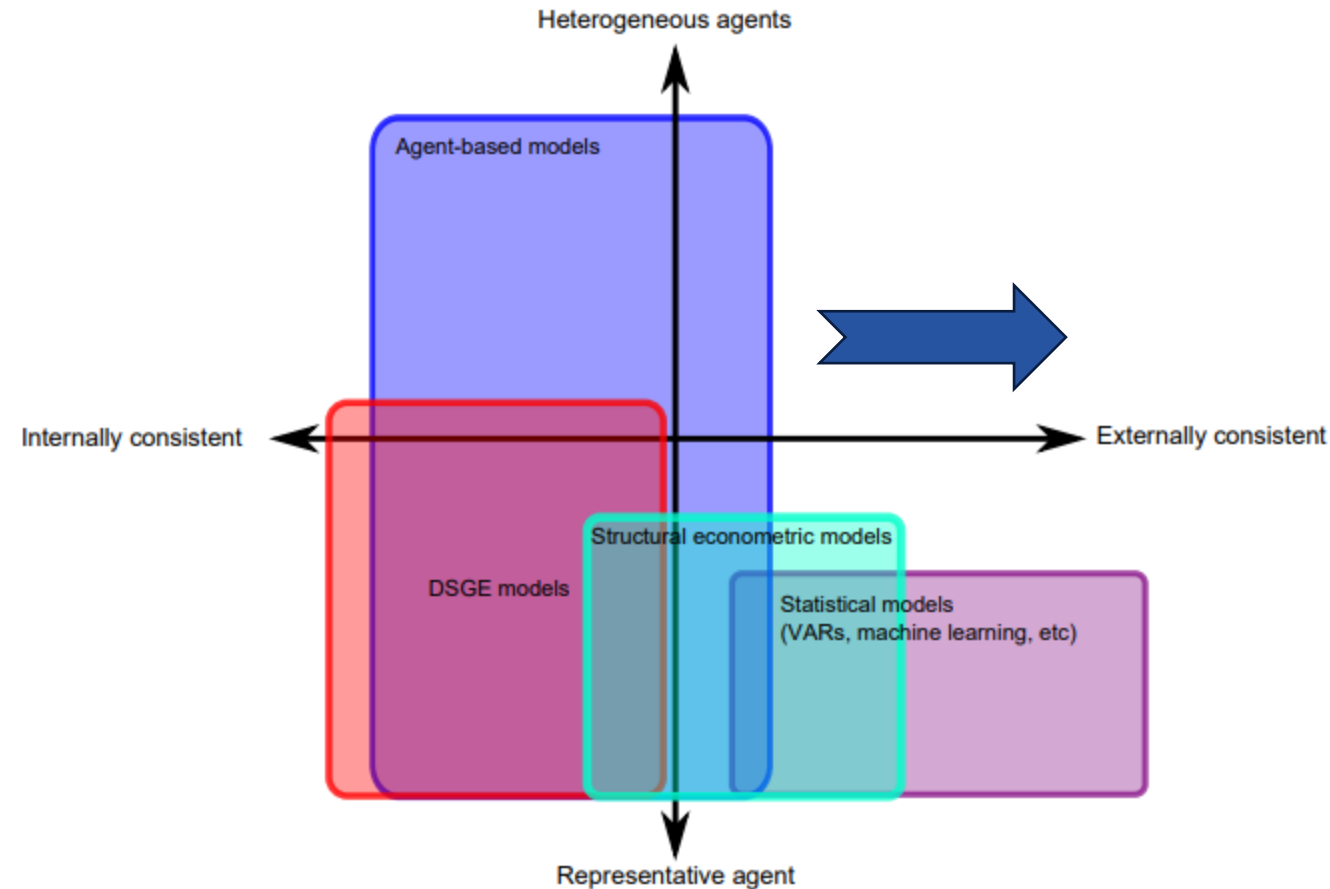 Heterogeneous agents
Agent-based models
Internally consistent
Externally consistent
Structural econometric models
DSGE models
Statistical models
(VARs, machine learning, etc)
Representative agent